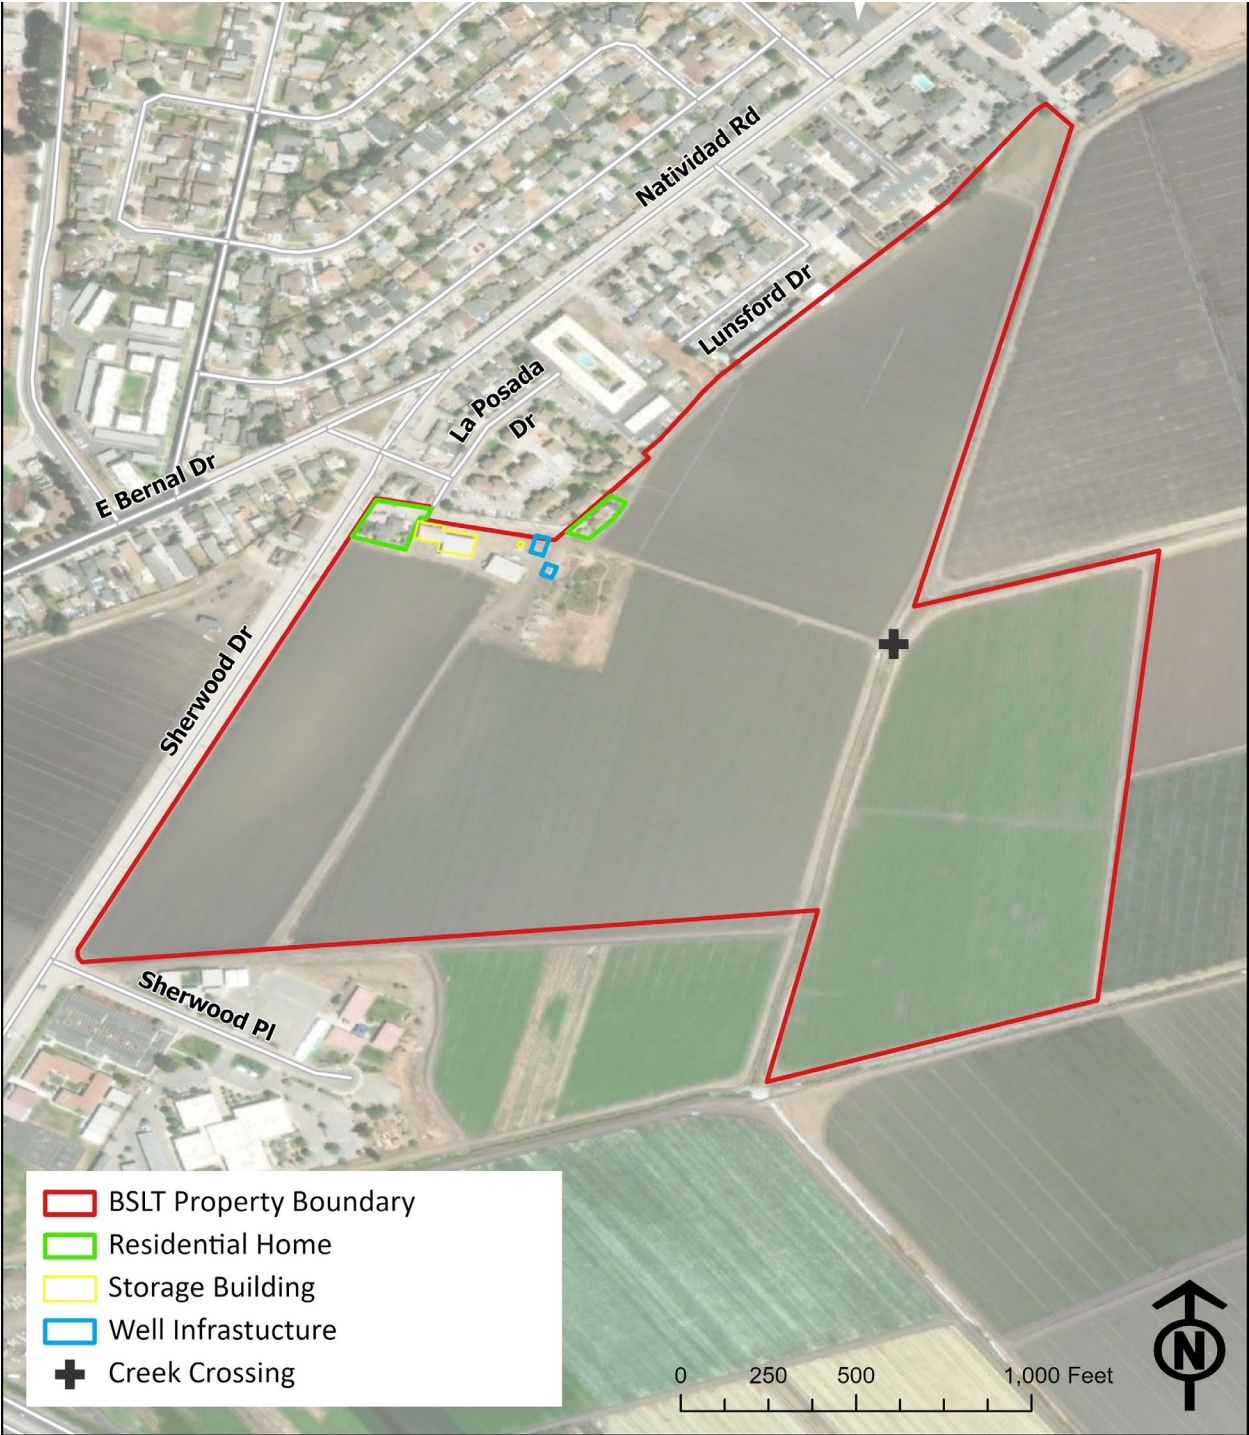 Natividad Rd
Lunsford Dr
La Posada
Dr
E Bernal Dr
Sherwood Dr
Sherwood Pl
BSLT Property Boundary
Residential Home
Storage Building
Well Infrastucture
Creek Crossing
0 250 500 1,000 Feet
N